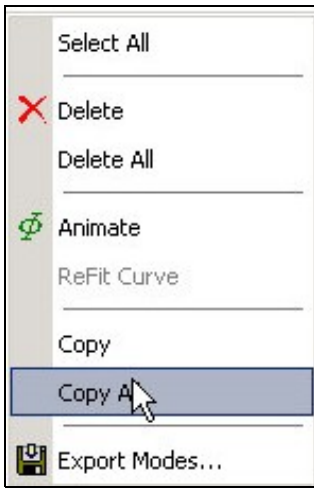 Select All
Delete
Delete All
Animate
ReFit Curve
Copy
Copy A
Export Modes...